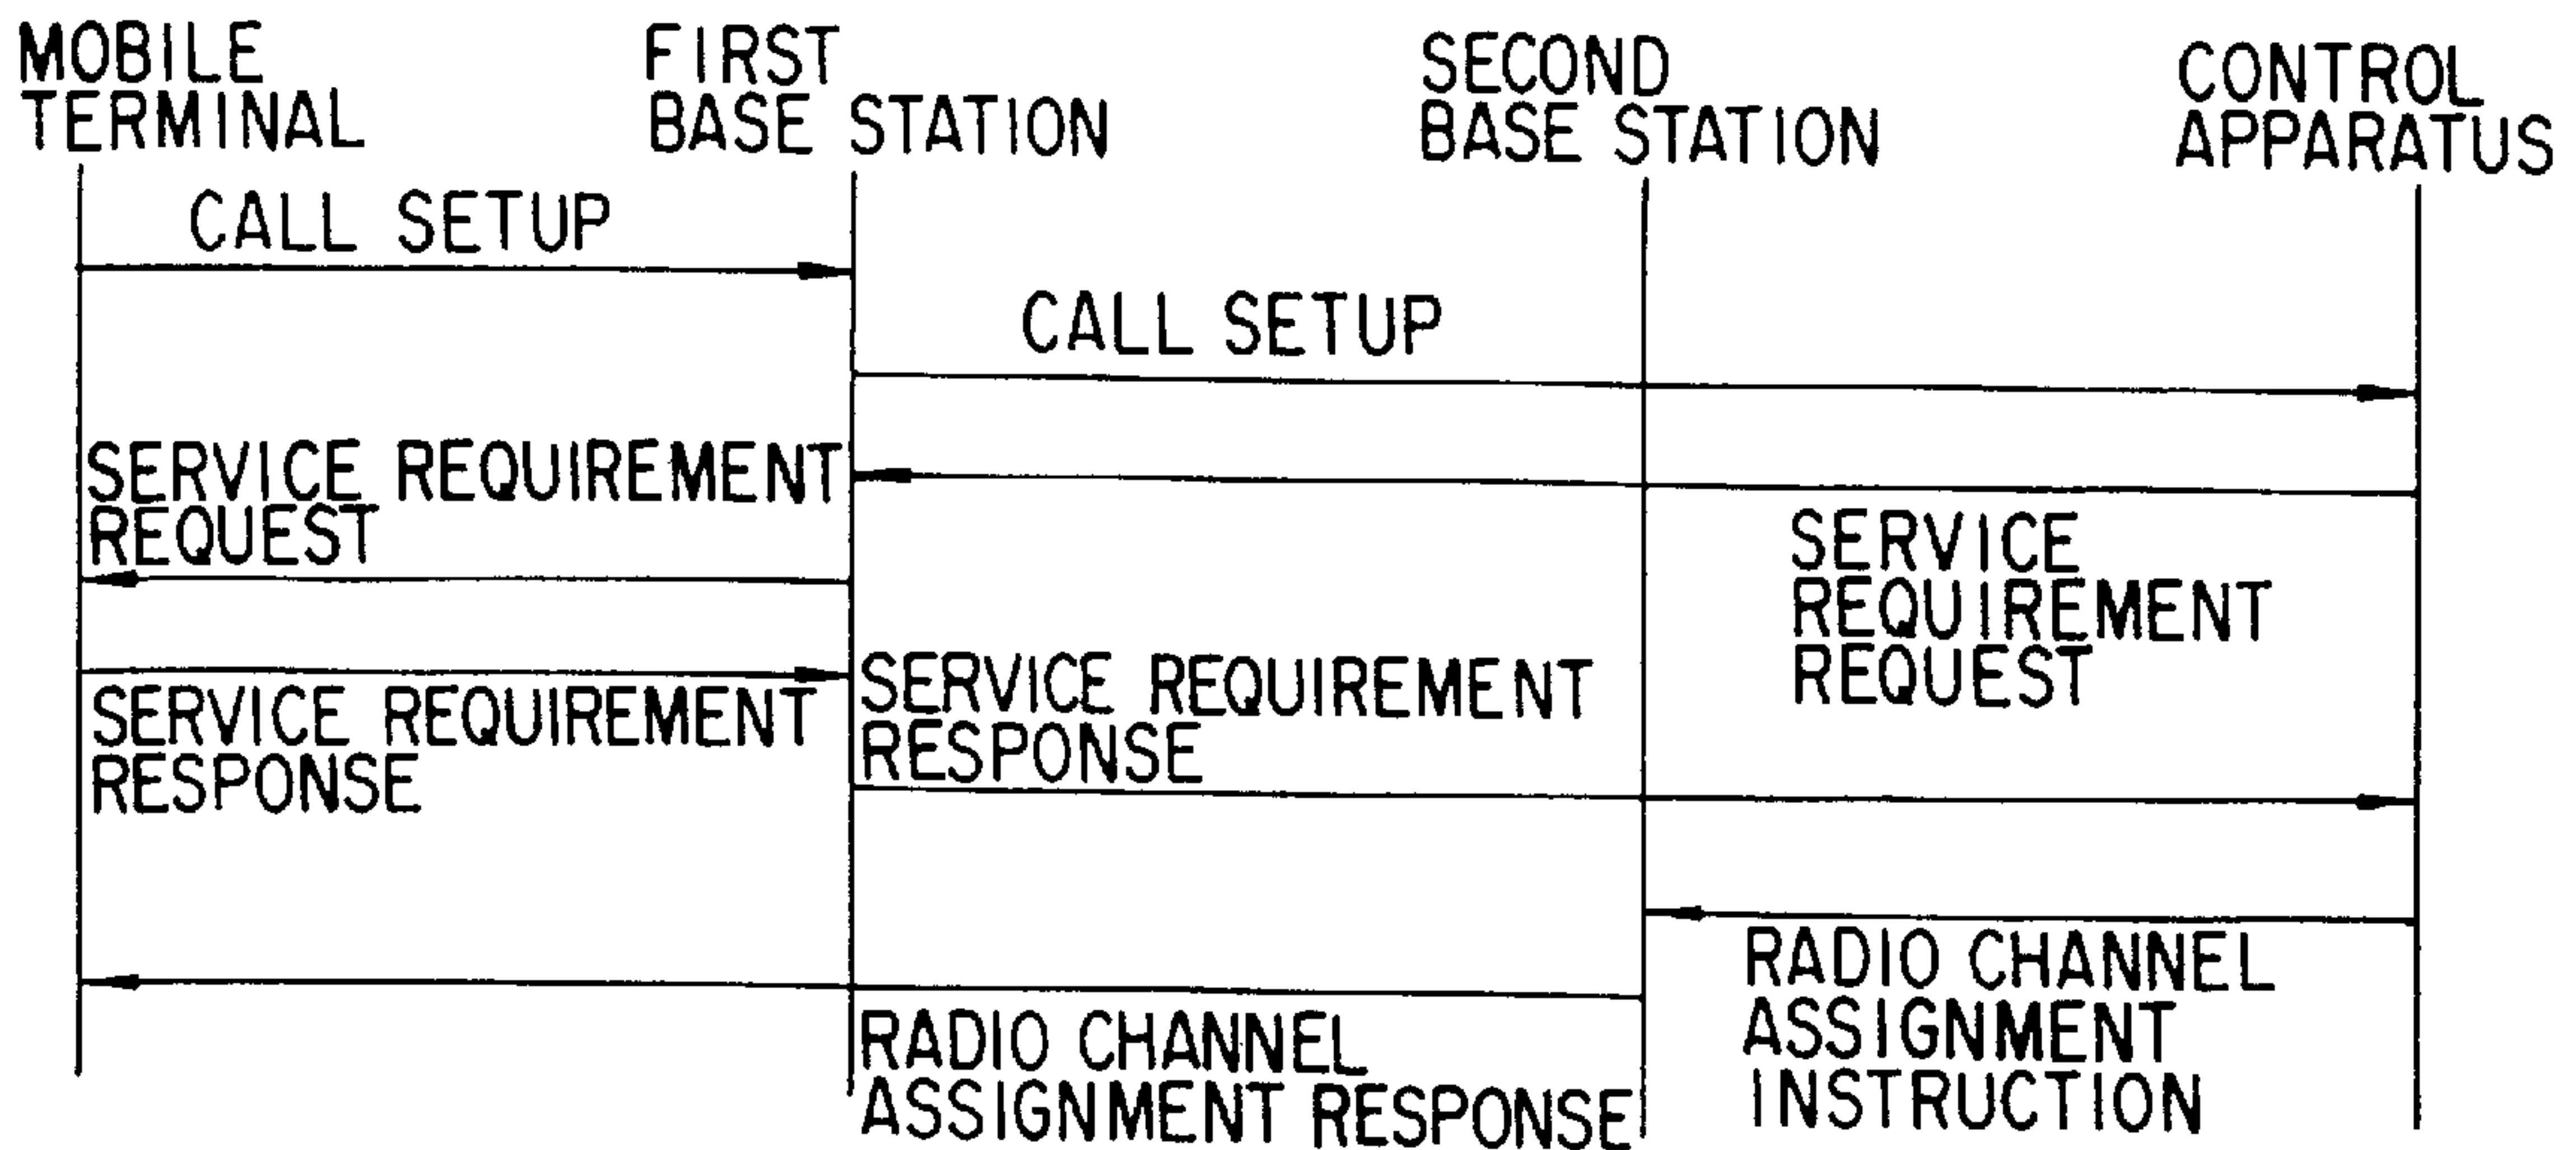 MOBILE
TERMINAL
FIRST
BASE STATION
SECOND
BASE STATION
CONTROL
APPARATUS
CALL SETUP
CALL SETUP
SERVICE REQUIREMENT
REQUEST
SERVICE
REQUIREMENT
REQUEST
SERVICE REQUIREMENT
RESPONSE
SERVICE REQUIREMENT
RESPONSE
RADIO CHANNEL
ASSIGNMENT
INSTRUCTION
RADIO CHANNEL
ASSIGNMENT RESPONSE